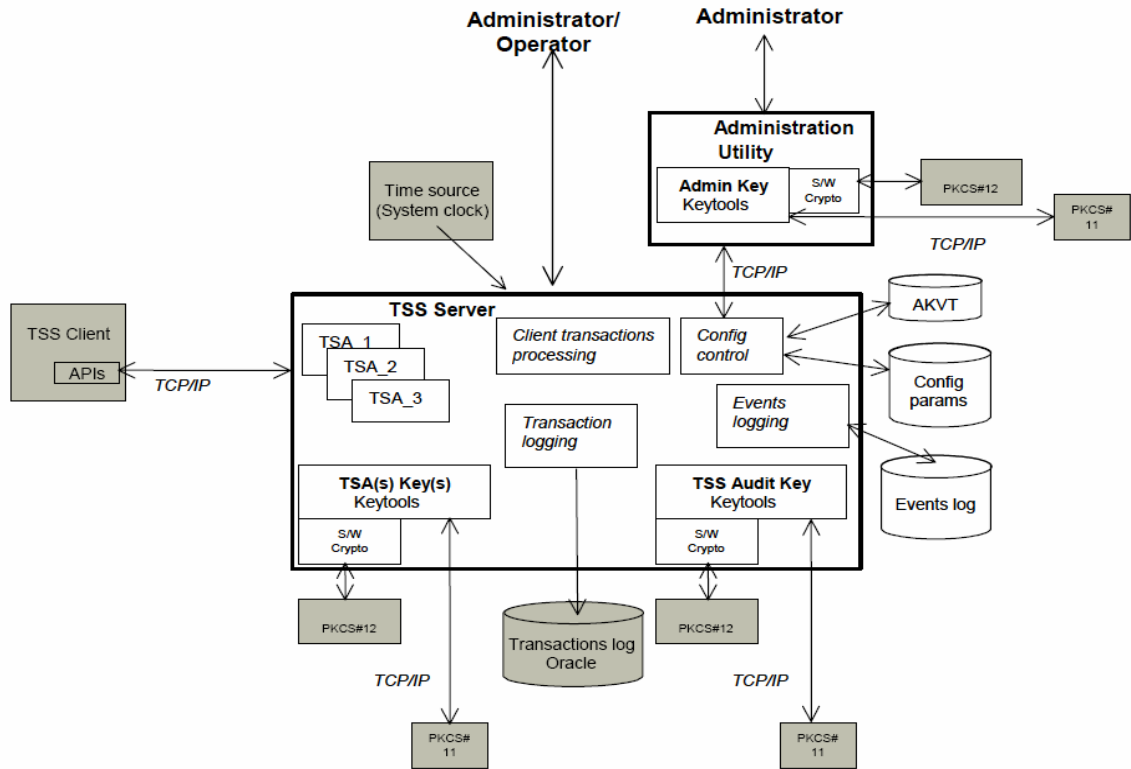 Administrator/
Operator
Administrator
Administration
Utility
Admin Key
Keytools
S/W
Crypto
PKCS#12
PKCS#
11
TCP/IP
Time source
(System clock)
TCP/IP
TSS Server
TSS Client
APIs
TCP/IP
TSA_1
TSA_2
TSA_3
Client transactions
processing
Config
control
AKVT
Config
params
Transaction
logging
Events
logging
Events log
TSA(s) Key(s)
Keytools
S/W
Crypto
TSS Audit Key
Keytools
S/W
Crypto
PKCS#12
Transactions log
Oracle
PKCS#12
TCP/IP
TCP/IP
PKCS#
11
PKCS#
11